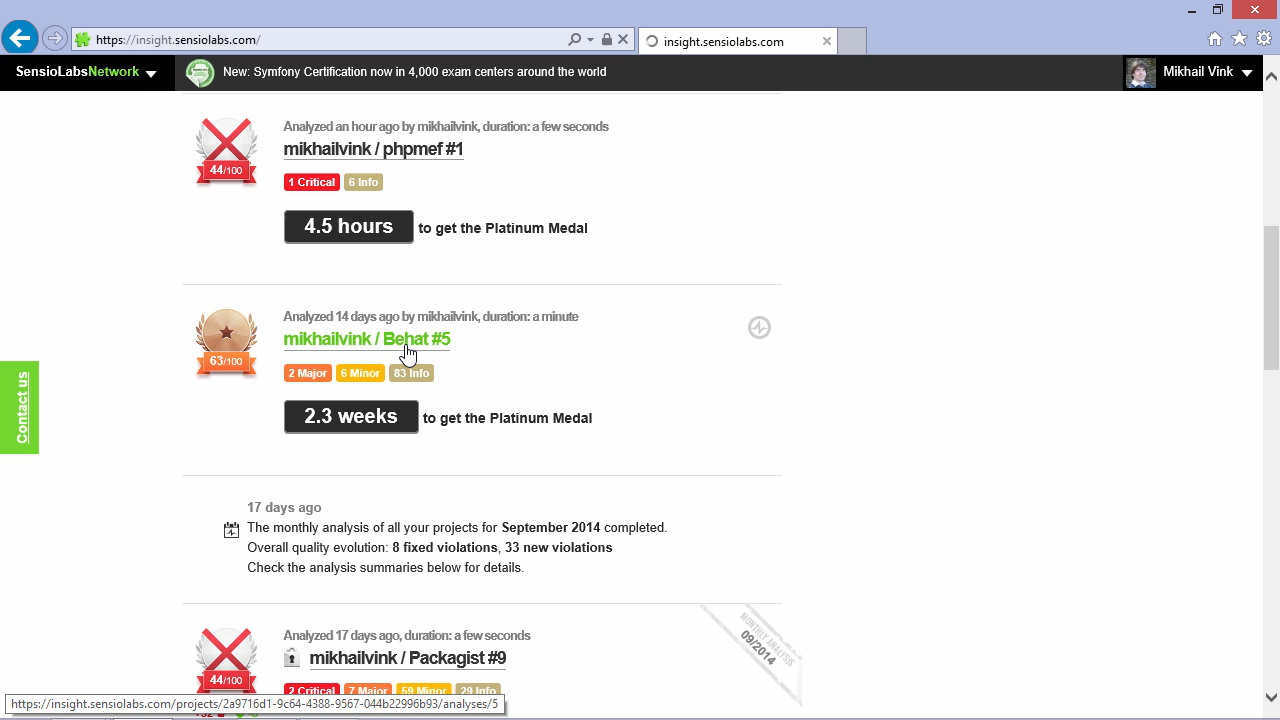 https://insight.sensiolabs.com/
insight.sensiolabs.com
SensioLabsNetwork
New: Symfony Certification now in 4,000 exam centers around the world
Mikhail Vink
Analyzed an hour ago by mikhailvink, duration: a few seconds
mikhailvink / phpmef #1
44/100
1 Critical 6 Info
4.5 hours to get the Platinum Medal
Analyzed 14 days ago by mikhailvink, duration: a minute
mikhailvink / Behat #5
63/100
2 Major 6 Minor 83 Info
2.3 weeks to get the Platinum Medal
Contact us
17 days ago
The monthly analysis of all your projects for September 2014 completed.
Overall quality evolution: 8 fixed violations, 33 new violations
Check the analysis summaries below for details.
MONTHLY ANALYSIS
09/2014
Analyzed 17 days ago, duration: a few seconds
mikhailvink / Packagist #9
44/100
2 Critical 7 Major 59 Minor 29 Info
https://insight.sensiolabs.com/projects/2a9716d1-9c64-4388-9567-044b22996b93/analyses/5